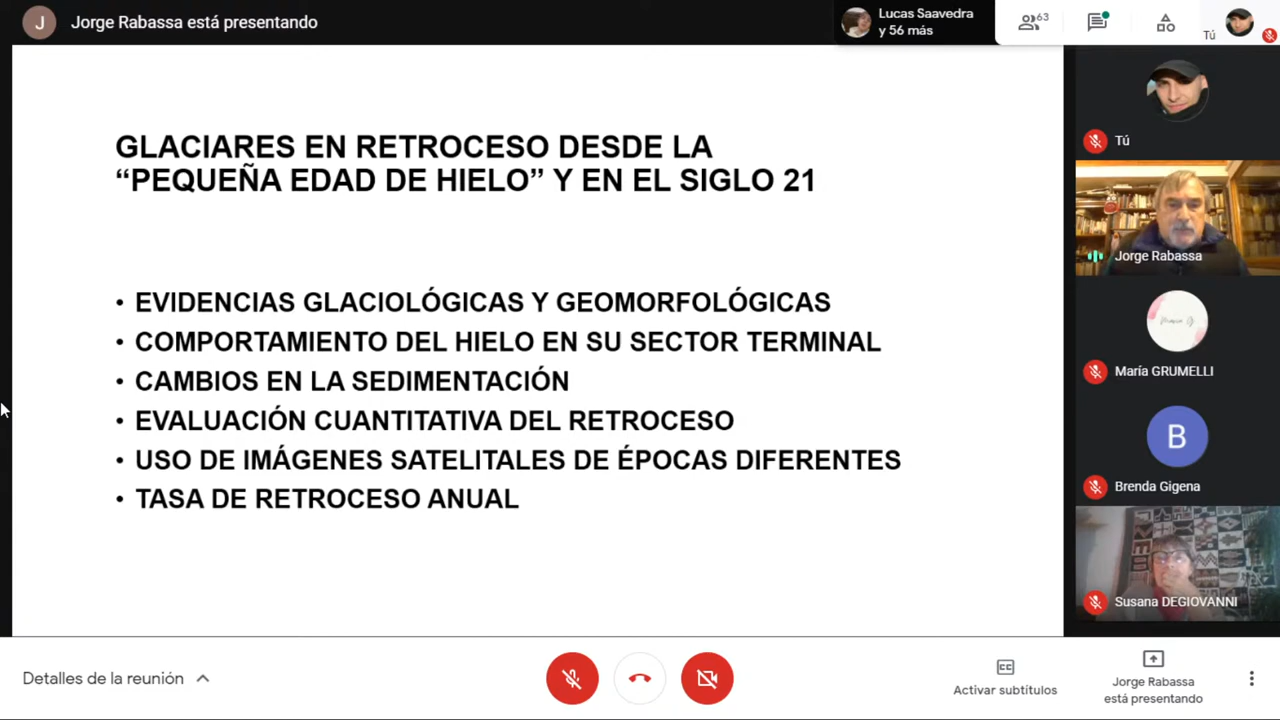 J
Jorge Rabassa está presentando
Lucas Saavedra
y 56 más
63
Tú
GLACIARES EN RETROCESO DESDE LA
“PEQUEÑA EDAD DE HIELO” Y EN EL SIGLO 21
• EVIDENCIAS GLACIOLÓGICAS Y GEOMORFOLÓGICAS
• COMPORTAMIENTO DEL HIELO EN SU SECTOR TERMINAL
• CAMBIOS EN LA SEDIMENTACIÓN
• EVALUACIÓN CUANTITATIVA DEL RETROCESO
• USO DE IMÁGENES SATELITALES DE ÉPOCAS DIFERENTES
• TASA DE RETROCESO ANUAL
Tú
Jorge Rabassa
María GRUMELLI
B
Brenda Gigena
Susana DEGIOVANNI
Detalles de la reunión
CC
Activar subtítulos
Jorge Rabassa
está presentando